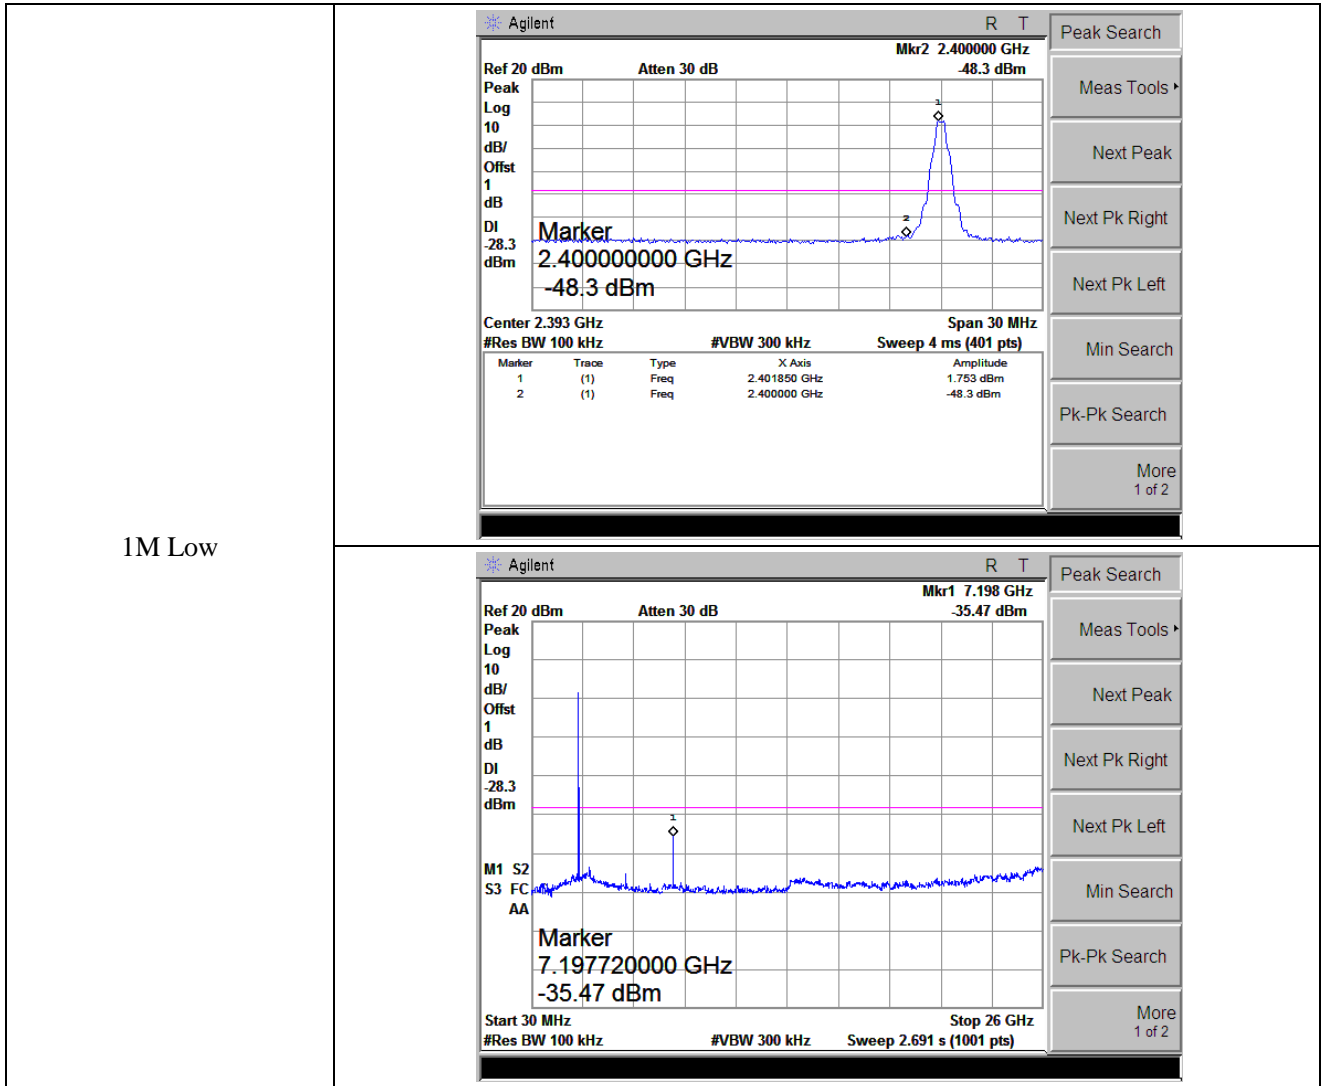 1M Low
Agilent
R T
Mkr2 2.400000 GHz
Ref 20 dBm Atten 30 dB -48.3 dBm
Peak
Log
10
dB/
Offst
1
dB
DI
-28.3
dBm
1
2
Marker
2.400000000 GHz
-48.3 dBm
Center 2.393 GHz Span 30 MHz
#Res BW 100 kHz #VBW 300 kHz Sweep 4 ms (401 pts)
Marker Trace Type X Axis Amplitude
1 (1) Freq 2.401850 GHz 1.753 dBm
2 (1) Freq 2.400000 GHz -48.3 dBm
Peak Search
Meas Tools
Next Peak
Next Pk Right
Next Pk Left
Min Search
Pk-Pk Search
More
1 of 2
Agilent
R T
Mkr1 7.198 GHz
Ref 20 dBm Atten 30 dB -35.47 dBm
Peak
Log
10
dB/
Offst
1
dB
DI
-28.3
dBm
1
M1 S2
S3 FC
AA
Marker
7.197720000 GHz
-35.47 dBm
Start 30 MHz Stop 26 GHz
#Res BW 100 kHz #VBW 300 kHz Sweep 2.691 s (1001 pts)
Peak Search
Meas Tools
Next Peak
Next Pk Right
Next Pk Left
Min Search
Pk-Pk Search
More
1 of 2